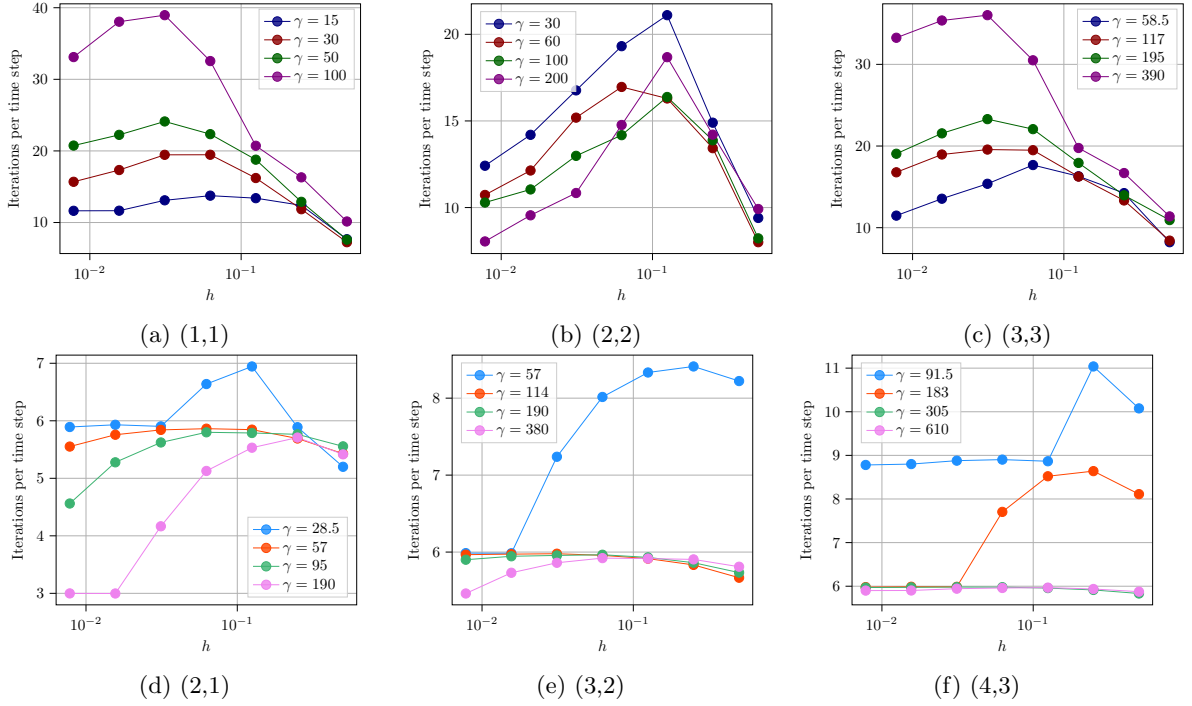 40
30
20
10
Iterations per time step
γ = 15
γ = 30
γ = 50
γ = 100
10⁻²
10⁻¹
h
(a) (1,1)
20
15
10
Iterations per time step
γ = 30
γ = 60
γ = 100
γ = 200
10⁻²
10⁻¹
h
(b) (2,2)
30
20
10
Iterations per time step
γ = 58.5
γ = 117
γ = 195
γ = 390
10⁻²
10⁻¹
h
(c) (3,3)
7
6
5
4
3
Iterations per time step
γ = 28.5
γ = 57
γ = 95
γ = 190
10⁻²
10⁻¹
h
(d) (2,1)
8
7
6
Iterations per time step
γ = 57
γ = 114
γ = 190
γ = 380
10⁻²
10⁻¹
h
(e) (3,2)
11
10
9
8
7
6
Iterations per time step
γ = 91.5
γ = 183
γ = 305
γ = 610
10⁻²
10⁻¹
h
(f) (4,3)